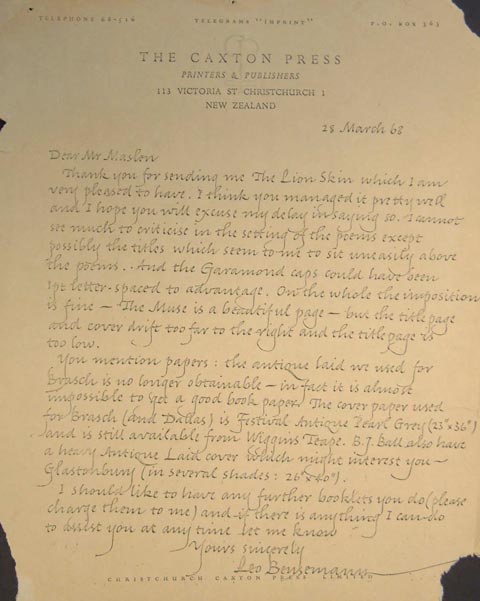 TELEPHONE 68-516 TELEGRAMS "IMPRINT" P.O. BOX 363
THE CAXTON PRESS
PRINTERS & PUBLISHERS
113 VICTORIA ST CHRISTCHURCH 1
NEW ZEALAND
28 March 68
Dear Mr Maslen
Thank you for sending me The Lion Skin which I am
very pleased to have. I think you managed it pretty well
and I hope you will excuse my delay in saying so. I cannot
see much to criticise in the setting of the poems except
possibly the titles which seem to me to sit uneasily above
the poems. And the Garamond caps could have been
1pt letter-spaced to advantage. On the whole the imposition
is fine – The Muse is a beautiful page – but the title page
and cover drift too far to the right and the title page is
too low.
You mention papers: the antique laid we used for
Brasch is no longer obtainable – in fact it is almost
impossible to get a good book paper. The cover paper used
for Brasch (and Dallas) is Festival Antique Pearl Grey (23"×36")
and is still available from Wiggins Teape. B.J. Ball also have
a heavy Antique Laid cover which might interest you –
Glastonbury (in several shades: 26"×40").
I should like to have any further booklets you do (please
charge them to me) and if there is anything I can do
to assist you at any time let me know
Yours sincerely
Leo Bensemann
CHRISTCHURCH CAXTON PRESS LIMITED